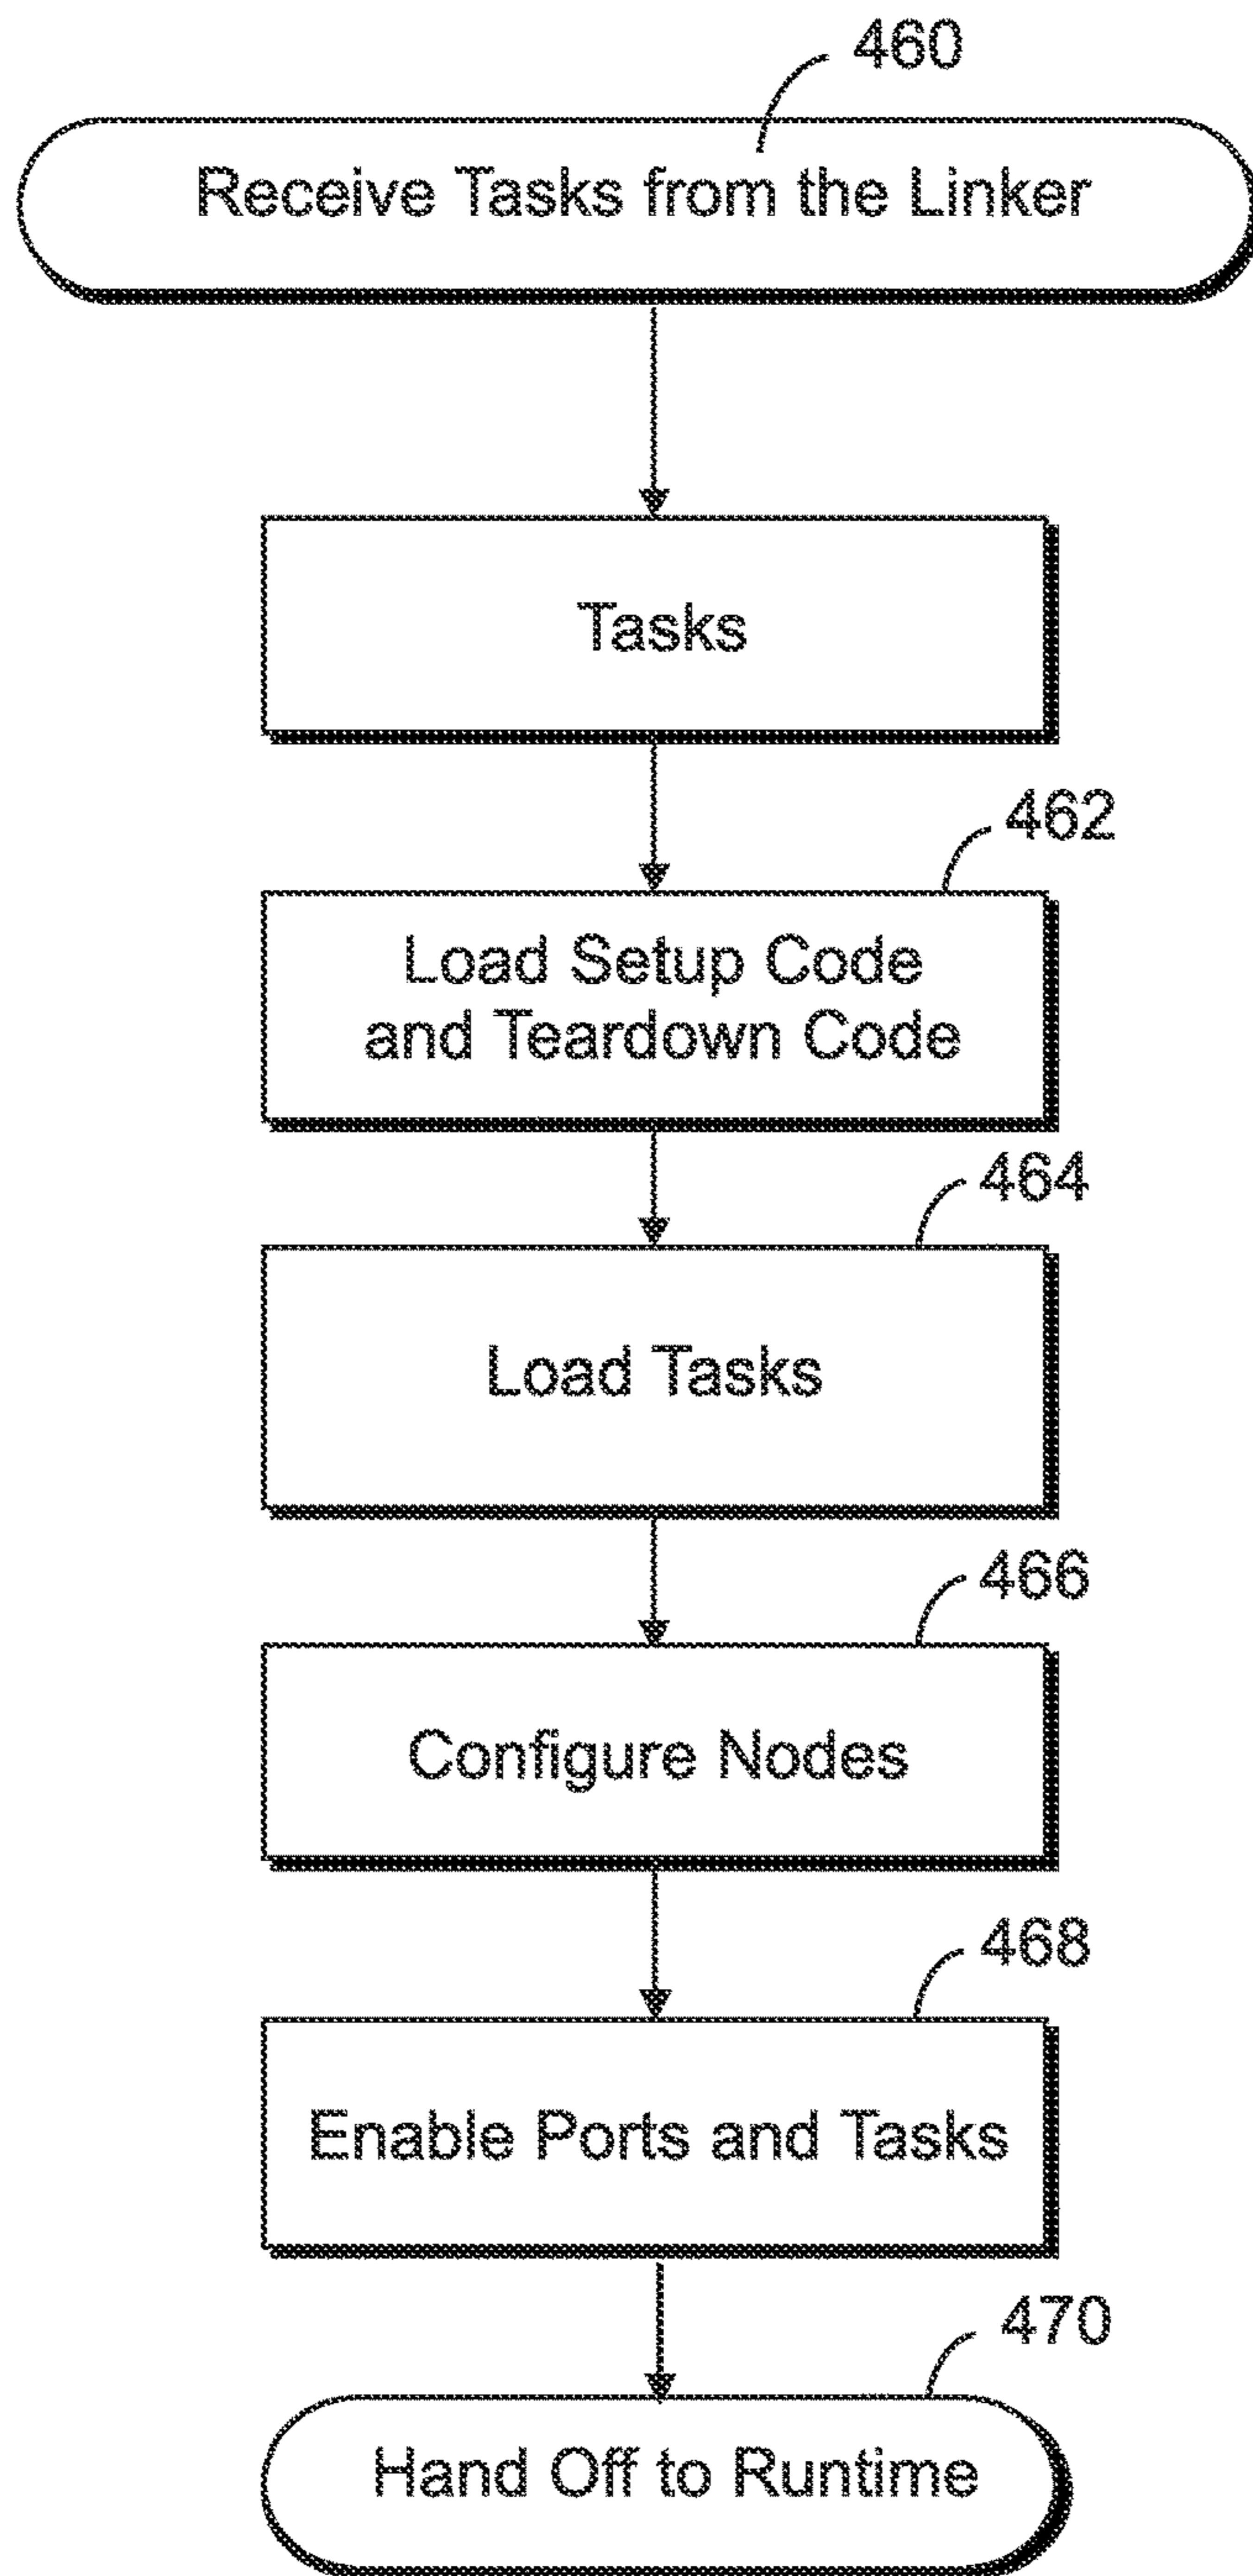 460
Receive Tasks from the Linker
Tasks
462
Load Setup Code
and Teardown Code
464
Load Tasks
466
Configure Nodes
468
Enable Ports and Tasks
470
Hand Off to Runtime